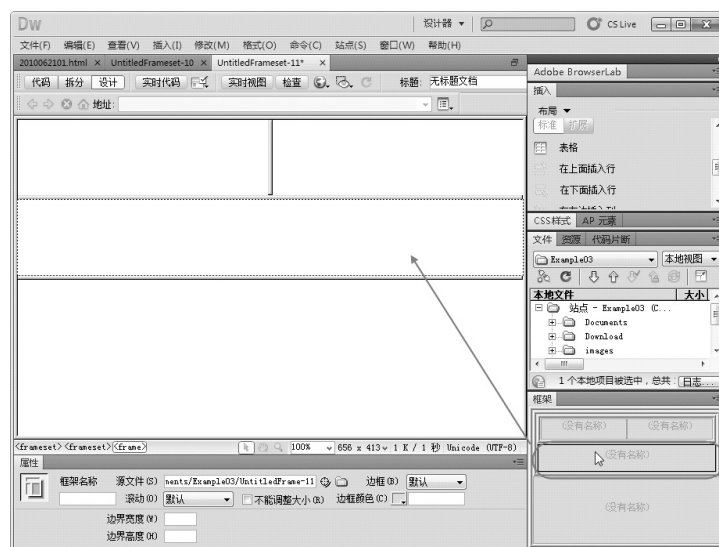 Dw
设计器
CS Live
文件(F) 编辑(E) 查看(V) 插入(I) 修改(M) 格式(O) 命令(C) 站点(S) 窗口(W) 帮助(H)
2010062101.html × UntitledFrameset-10 × UntitledFrameset-11* ×
代码 拆分 设计 实时代码 实时视图 检查 标题: 无标题文档
地址:
Adobe BrowserLab
插入
布局
标准 扩展
表格
在上面插入行
在下面插入行
CSS样式 AP 元素
文件 资源 代码片断
Example03 本地视图
本地文件 大小
站点 - Example03 (C...
Documents
Download
images
1 个本地项目被选中，总共: 日志...
框架
(没有名称) (没有名称)
(没有名称)
(没有名称)
<frameset> <frameset> <frame> 100% 656 x 413 1 K / 1 秒 Unicode (UTF-8)
属性
框架名称 源文件(S) nents/Example03/UntitledFrame-11 边框(B) 默认
滚动(O) 默认 不能调整大小(R) 边框颜色(C)
边界宽度(W)
边界高度(H)